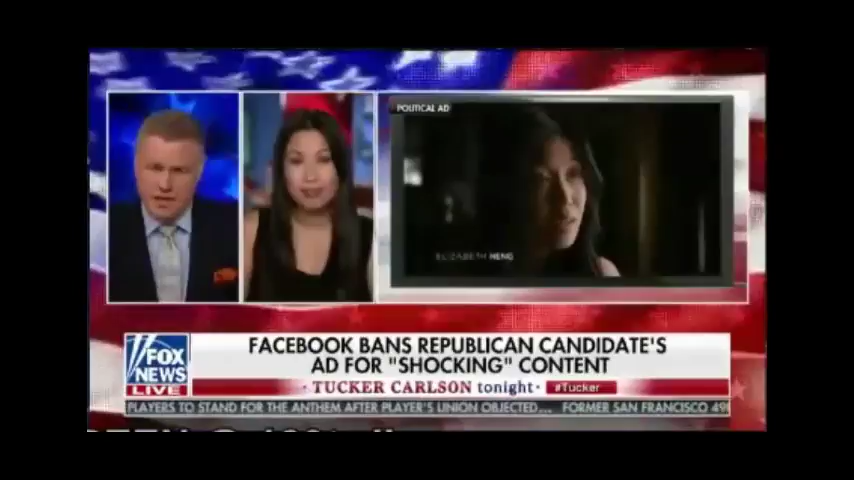 POLITICAL AD
ELIZABETH HENG
FACEBOOK BANS REPUBLICAN CANDIDATE'S
AD FOR "SHOCKING" CONTENT
FOX
NEWS
LIVE
TUCKER CARLSON tonight
#Tucker
PLAYERS TO STAND FOR THE ANTHEM AFTER PLAYER'S UNION OBJECTED... FORMER SAN FRANCISCO 49